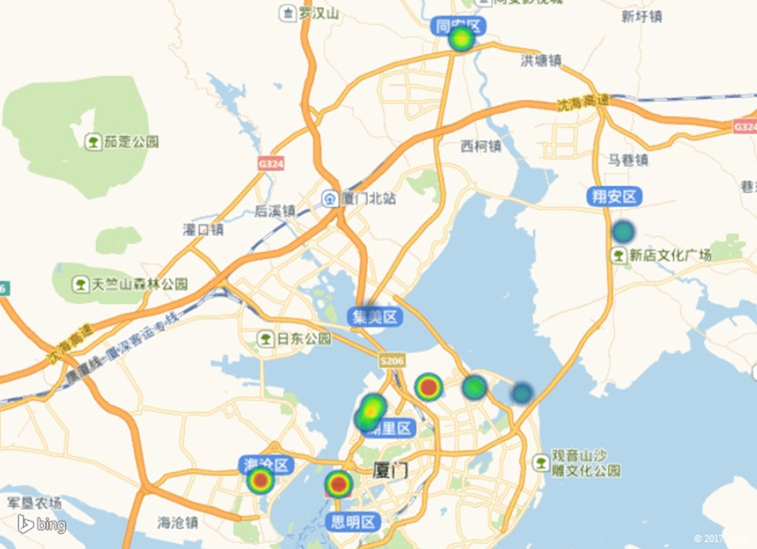 罗汉山
新圩镇
同安区
洪塘镇
沈海高速
G324
茄萣公园
西柯镇
G324
马巷镇
厦门北站
翔安区
后溪镇
灌口镇
新店文化广场
天竺山森林公园
集美区
沈海高速
日东公园
鹰厦线-厦深客运专线
S206
湖里区
观音山沙
雕文化公园
海沧区
厦门
军垦农场
海沧镇
思明区
bing
© 2017